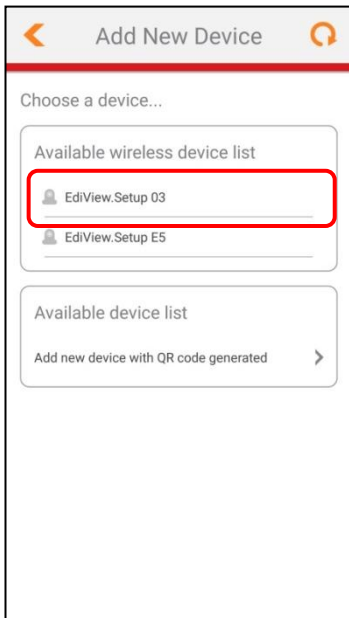 Add New Device
Choose a device...
Available wireless device list
EdiView.Setup 03
EdiView.Setup E5
Available device list
Add new device with QR code generated